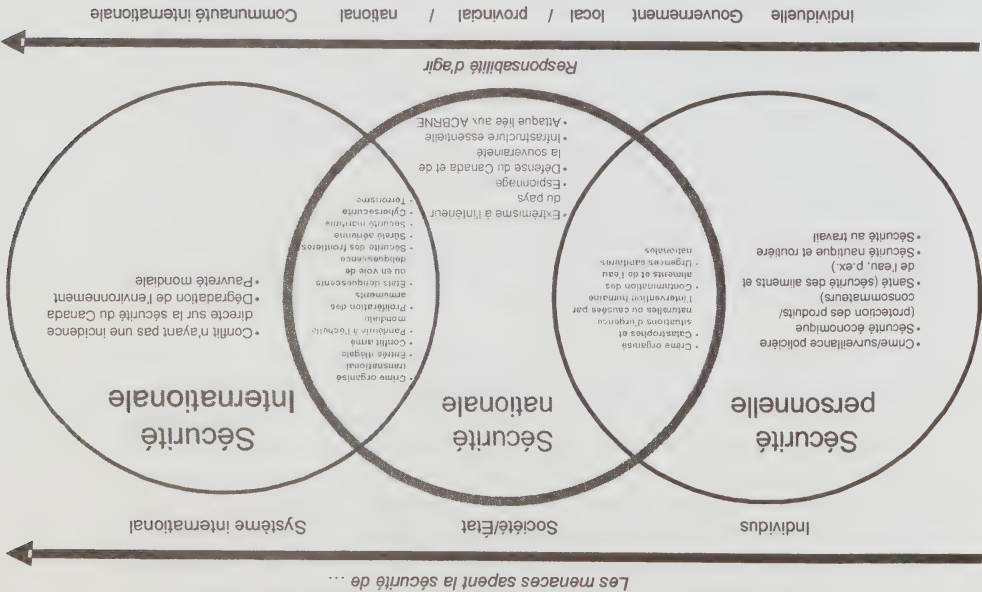 Les menaces sapent la sécurité de ...
Individus
Société/État
Système international
Sécurité
personnelle
•Crime/surveillance policière
•Sécurité économique
(protection des produits/
consommateurs)
•Santé (sécurité des aliments et
de l'eau, p.ex.)
•Sécurité nautique et routière
•Sécurité au travail
• Crime organisé
• Catastrophes et
situations d'urgence
naturelles ou causées par
l'intervention humaine
• Contamination des
aliments et de l'eau
• Urgences sanitaires
nationales
Sécurité
nationale
•Extrémisme à l'intérieur
du pays
•Espionnage
•Défense du Canada et de
la souveraineté
•Infrastructure essentielle
•Attaque liée aux ACBRNE
• Crime organisé
transnational
• Entrée illégale
• Conflit armé
• Pandémie à l'échelle
mondiale
• Prolifération des
armements
• États déliquescents
ou en voie de
déliquescence
• Sécurité des frontières
• Sûreté aérienne
• Sécurité maritime
• Cybersécurité
• Terrorisme
Sécurité
Internationale
•Conflit n'ayant pas une incidence
directe sur la sécurité du Canada
•Dégradation de l'environnement
•Pauvreté mondiale
Responsabilité d'agir
Individuelle Gouvernement local / provincial / national Communauté internationale